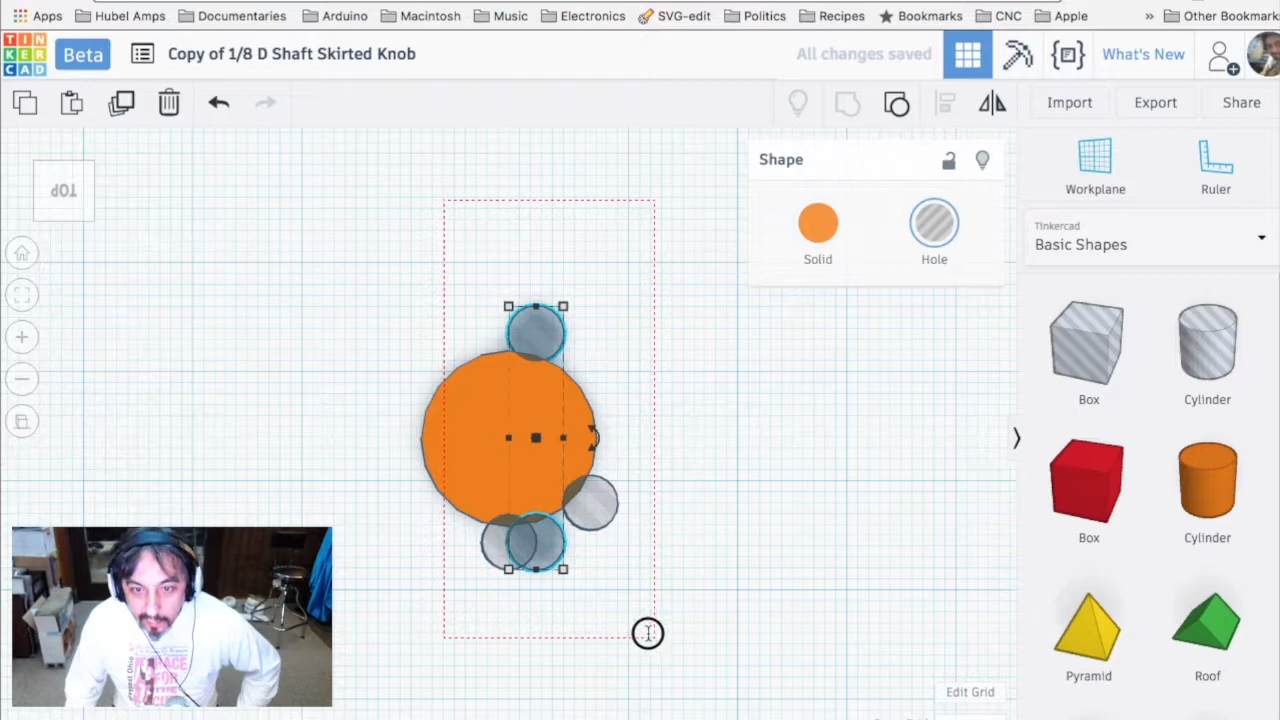 Apps Hubel Amps Documentaries Arduino Macintosh Music Electronics SVG-edit Politics Recipes Bookmarks CNC Apple » Other Bookmark
TIN
KER
CAD
Beta
Copy of 1/8 D Shaft Skirted Knob
All changes saved
What's New
Import
Export
Share
TOP
Shape
Solid
Hole
Workplane
Ruler
Tinkercad
Basic Shapes
Box
Cylinder
Box
Cylinder
Pyramid
Roof
Edit Grid